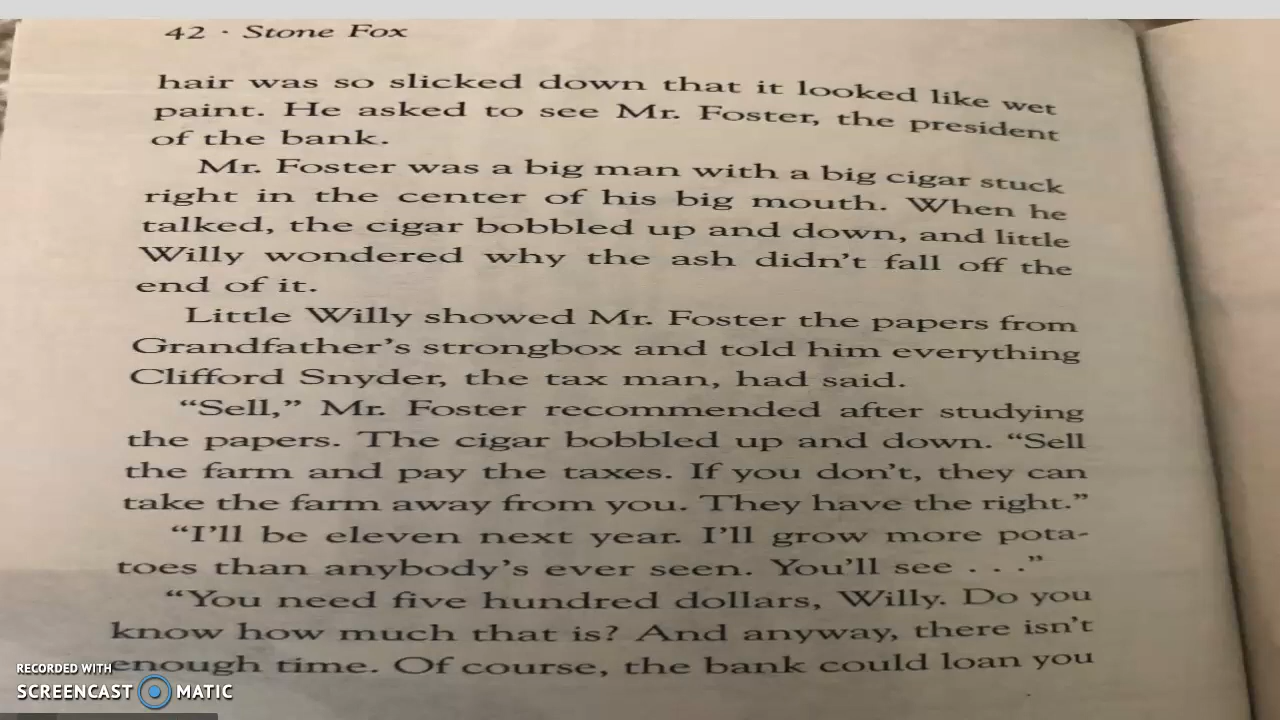 42 · Stone Fox
hair was so slicked down that it looked like wet
paint. He asked to see Mr. Foster, the president
of the bank.
Mr. Foster was a big man with a big cigar stuck
right in the center of his big mouth. When he
talked, the cigar bobbled up and down, and little
Willy wondered why the ash didn't fall off the
end of it.
Little Willy showed Mr. Foster the papers from
Grandfather's strongbox and told him everything
Clifford Snyder, the tax man, had said.
“Sell,” Mr. Foster recommended after studying
the papers. The cigar bobbled up and down. “Sell
the farm and pay the taxes. If you don't, they can
take the farm away from you. They have the right.”
“I'll be eleven next year. I'll grow more pota-
toes than anybody's ever seen. You'll see . . .”
“You need five hundred dollars, Willy. Do you
know how much that is? And anyway, there isn't
enough time. Of course, the bank could loan you
RECORDED WITH
SCREENCAST MATIC